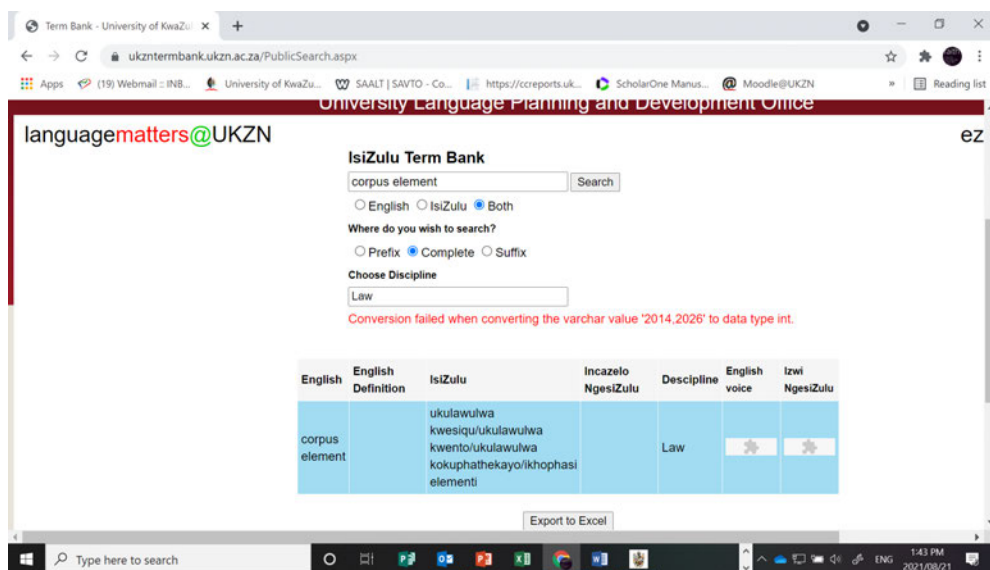 Term Bank - University of KwaZul
ukzntermbank.ukzn.ac.za/PublicSearch.aspx
Apps (19) Webmail :: INB... University of KwaZu... SAALT | SAVTO - Co... https://ccreports.uk... ScholarOne Manus... Moodle@UKZN » Reading list
University Language Planning and Development Office
languagematters@UKZN ez
IsiZulu Term Bank
corpus element Search
English IsiZulu Both
Where do you wish to search?
Prefix Complete Suffix
Choose Discipline
Law
Conversion failed when converting the varchar value '2014,2026' to data type int.
English English Definition IsiZulu Incazelo NgesiZulu Descipline English voice Izwi NgesiZulu
corpus element
ukulawulwa
kwesiqu/ukulawulwa
kwento/ukulawulwa
kokuphathekayo/ikhophasi
elementi
Law
Export to Excel
Type here to search ENG 1:43 PM
2021/08/21